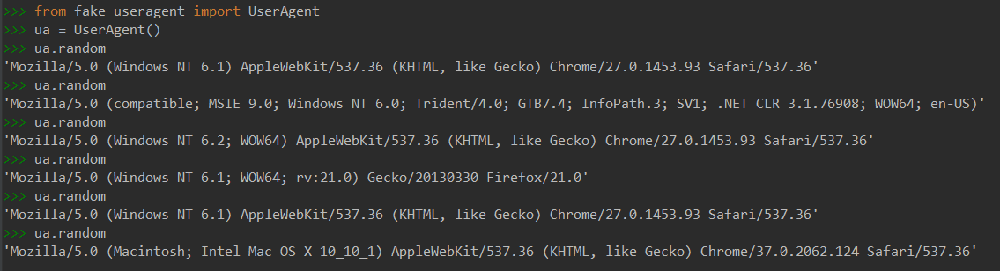 >>> from fake_useragent import UserAgent
>>> ua = UserAgent()
>>> ua.random
'Mozilla/5.0 (Windows NT 6.1) AppleWebKit/537.36 (KHTML, like Gecko) Chrome/27.0.1453.93 Safari/537.36'
>>> ua.random
'Mozilla/5.0 (compatible; MSIE 9.0; Windows NT 6.0; Trident/4.0; GTB7.4; InfoPath.3; SV1; .NET CLR 3.1.76908; WOW64; en-US)'
>>> ua.random
'Mozilla/5.0 (Windows NT 6.2; WOW64) AppleWebKit/537.36 (KHTML, like Gecko) Chrome/27.0.1453.93 Safari/537.36'
>>> ua.random
'Mozilla/5.0 (Windows NT 6.1; WOW64; rv:21.0) Gecko/20130330 Firefox/21.0'
>>> ua.random
'Mozilla/5.0 (Windows NT 6.1) AppleWebKit/537.36 (KHTML, like Gecko) Chrome/27.0.1453.93 Safari/537.36'
>>> ua.random
'Mozilla/5.0 (Macintosh; Intel Mac OS X 10_10_1) AppleWebKit/537.36 (KHTML, like Gecko) Chrome/37.0.2062.124 Safari/537.36'